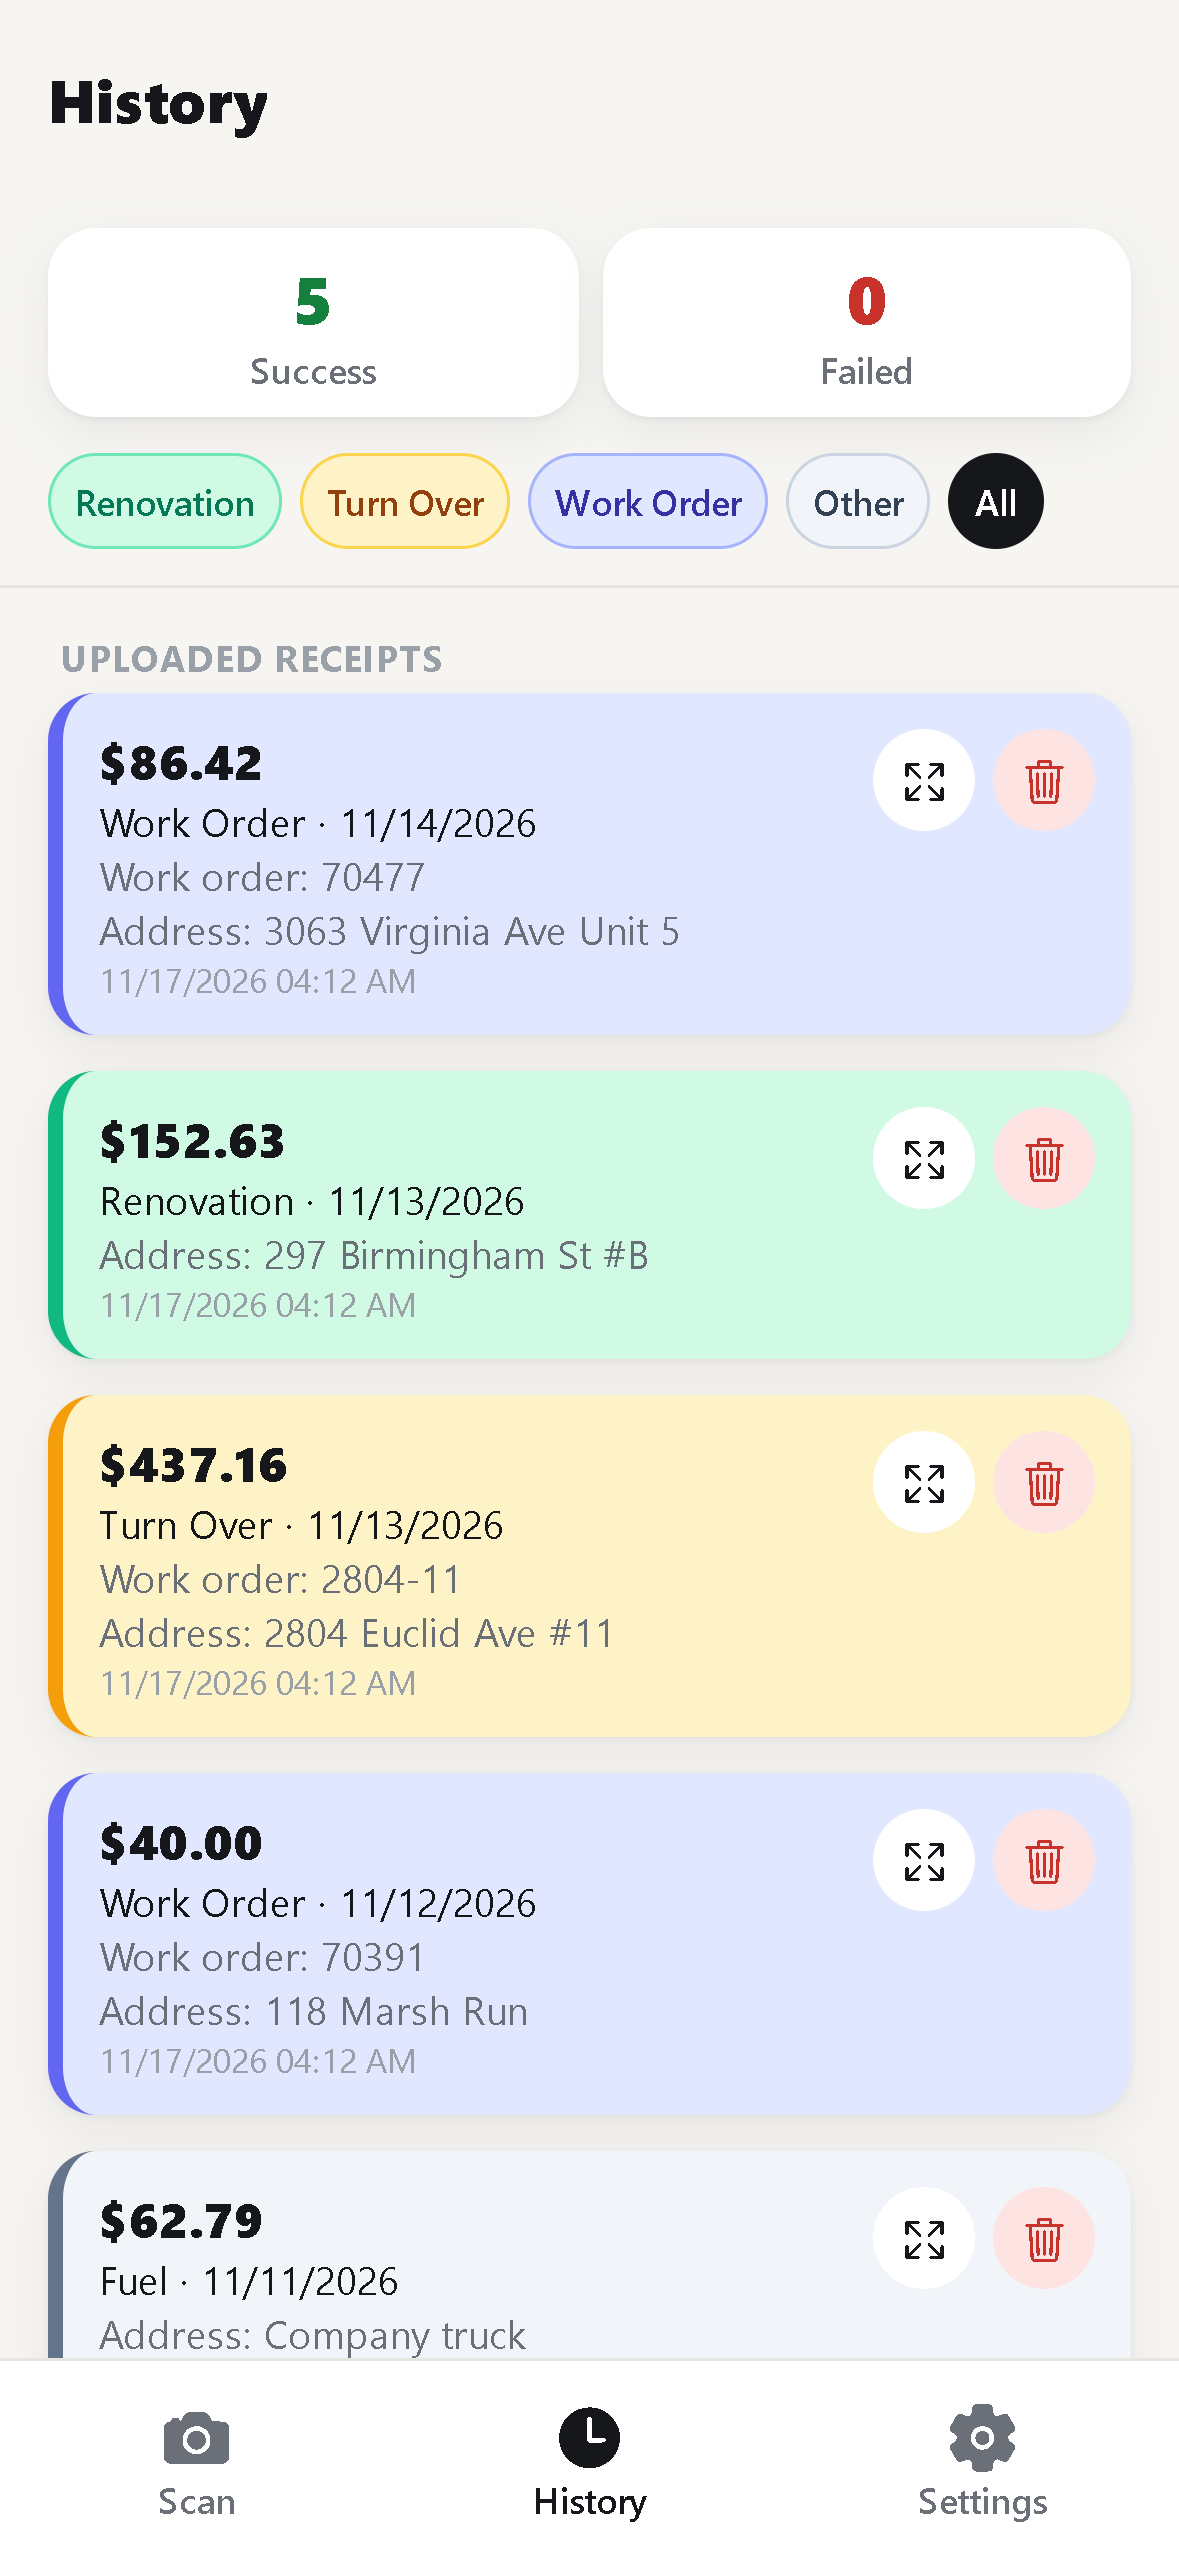 History
5
Success
0
Failed
Renovation
Turn Over
Work Order
Other
All
UPLOADED RECEIPTS
$86.42
Work Order · 11/14/2026
Work order: 70477
Address: 3063 Virginia Ave Unit 5
11/17/2026 04:12 AM
$152.63
Renovation · 11/13/2026
Address: 297 Birmingham St #B
11/17/2026 04:12 AM
$437.16
Turn Over · 11/13/2026
Work order: 2804-11
Address: 2804 Euclid Ave #11
11/17/2026 04:12 AM
$40.00
Work Order · 11/12/2026
Work order: 70391
Address: 118 Marsh Run
11/17/2026 04:12 AM
$62.79
Fuel · 11/11/2026
Address: Company truck
Scan
History
Settings